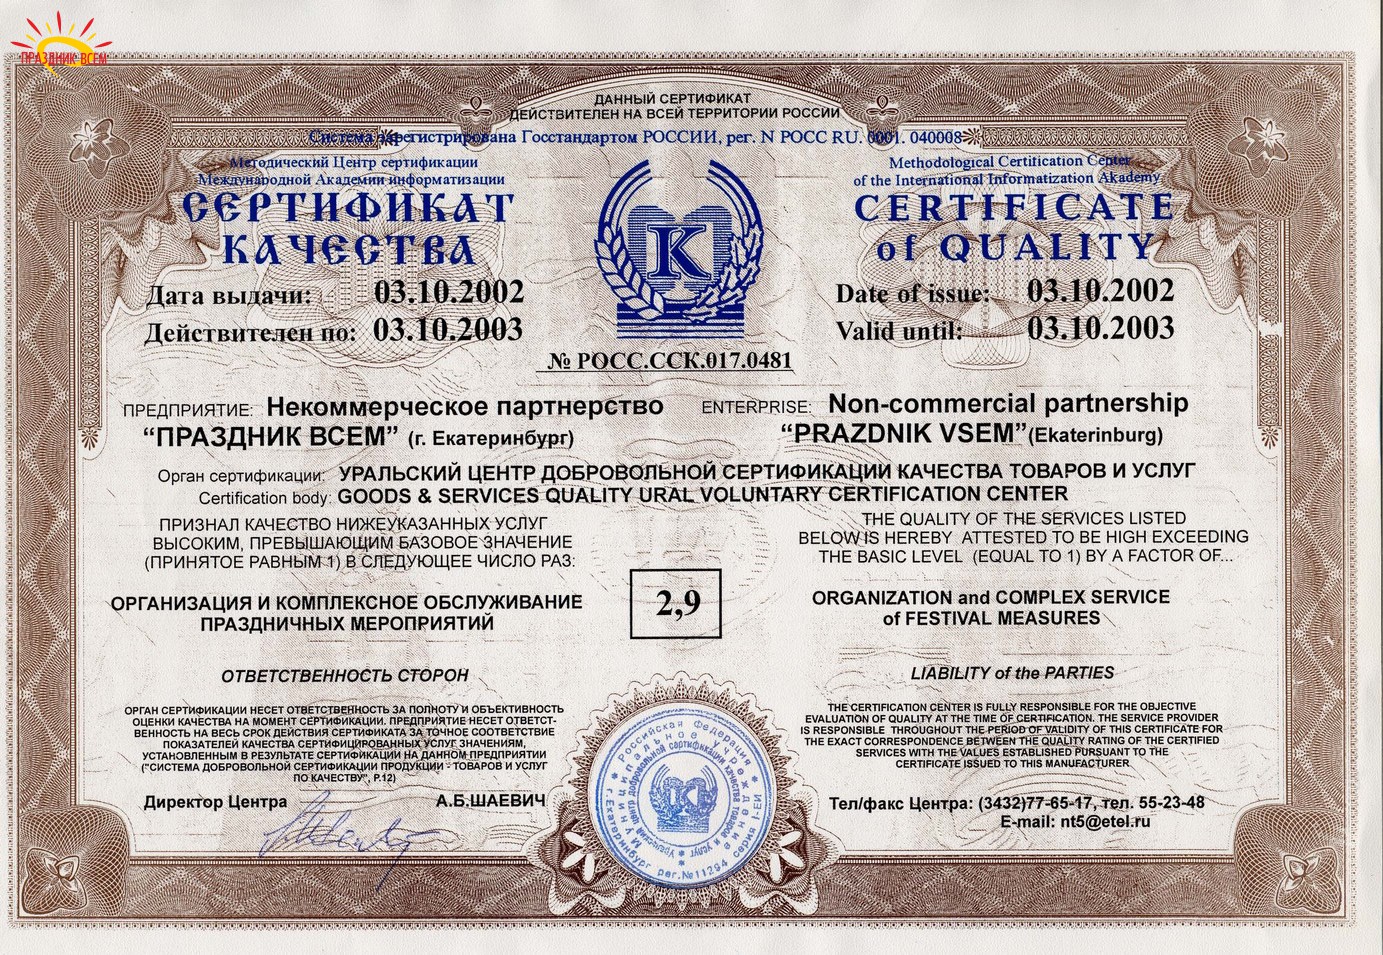 ПРАЗДНИК ВСЕМ
ДАННЫЙ СЕРТИФИКАТ
ДЕЙСТВИТЕЛЕН НА ВСЕЙ ТЕРРИТОРИИ РОССИИ
Система зарегистрирована Госстандартом РОССИИ, рег. N РОСС RU. 0001. 040008
Методический Центр сертификации
Международной Академии информатизации
СЕРТИФИКАТ
КАЧЕСТВА
Дата выдачи: 03.10.2002
Действителен по: 03.10.2003
Methodological Certification Center
of the International Informatization Akademy
CERTIFICATE
of QUALITY
Date of issue: 03.10.2002
Valid until: 03.10.2003
К
№ РОСС.ССК.017.0481
ПРЕДПРИЯТИЕ: Некоммерческое партнерство
“ПРАЗДНИК ВСЕМ” (г. Екатеринбург)
ENTERPRISE: Non-commercial partnership
“PRAZDNIK VSEM”(Ekaterinburg)
Орган сертификации: УРАЛЬСКИЙ ЦЕНТР ДОБРОВОЛЬНОЙ СЕРТИФИКАЦИИ КАЧЕСТВА ТОВАРОВ И УСЛУГ
Certification body: GOODS & SERVICES QUALITY URAL VOLUNTARY CERTIFICATION CENTER
ПРИЗНАЛ КАЧЕСТВО НИЖЕУКАЗАННЫХ УСЛУГ
ВЫСОКИМ, ПРЕВЫШАЮЩИМ БАЗОВОЕ ЗНАЧЕНИЕ
(ПРИНЯТОЕ РАВНЫМ 1) В СЛЕДУЮЩЕЕ ЧИСЛО РАЗ:
THE QUALITY OF THE SERVICES LISTED
BELOW IS HEREBY ATTESTED TO BE HIGH EXCEEDING
THE BASIC LEVEL (EQUAL TO 1) BY A FACTOR OF...
ОРГАНИЗАЦИЯ И КОМПЛЕКСНОЕ ОБСЛУЖИВАНИЕ
ПРАЗДНИЧНЫХ МЕРОПРИЯТИЙ
2,9
ORGANIZATION and COMPLEX SERVICE
of FESTIVAL MEASURES
ОТВЕТСТВЕННОСТЬ СТОРОН
ОРГАН СЕРТИФИКАЦИИ НЕСЕТ ОТВЕТСТВЕННОСТЬ ЗА ПОЛНОТУ И ОБЪЕКТИВНОСТЬ
ОЦЕНКИ КАЧЕСТВА НА МОМЕНТ СЕРТИФИКАЦИИ. ПРЕДПРИЯТИЕ НЕСЕТ ОТВЕТСТ-
ВЕННОСТЬ НА ВЕСЬ СРОК ДЕЙСТВИЯ СЕРТИФИКАТА ЗА ТОЧНОЕ СООТВЕТСТВИЕ
ПОКАЗАТЕЛЕЙ КАЧЕСТВА СЕРТИФИЦИРОВАННЫХ УСЛУГ ЗНАЧЕНИЯМ,
УСТАНОВЛЕННЫМ В РЕЗУЛЬТАТЕ СЕРТИФИКАЦИИ НА ДАННОМ ПРЕДПРИЯТИИ
("СИСТЕМА ДОБРОВОЛЬНОЙ СЕРТИФИКАЦИИ ПРОДУКЦИИ - ТОВАРОВ И УСЛУГ
ПО КАЧЕСТВУ", Р.12)
LIABILITY of the PARTIES
THE CERTIFICATION CENTER IS FULLY RESPONSIBLE FOR THE OBJECTIVE
EVALUATION OF QUALITY AT THE TIME OF CERTIFICATION. THE SERVICE PROVIDER
IS RESPONSIBLE THROUGHOUT THE PERIOD OF VALIDITY OF THIS CERTIFICATE FOR
THE EXACT CORRESPONDENCE BETWEEN THE QUALITY RATING OF THE CERTIFIED
SERVICES WITH THE VALUES ESTABLISHED PURSUANT TO THE
CERTIFICATE ISSUED TO THIS MANUFACTURER
Директор Центра А.Б.ШАЕВИЧ
Российская Федерация * серия I-ЕИ рег.№11294 * г.Екатеринбург
Муниципальное учреждение
Уральский центр добровольной сертификации качества товаров и услуг
К
Тел/факс Центра: (3432)77-65-17, тел. 55-23-48
E-mail: nt5@etel.ru